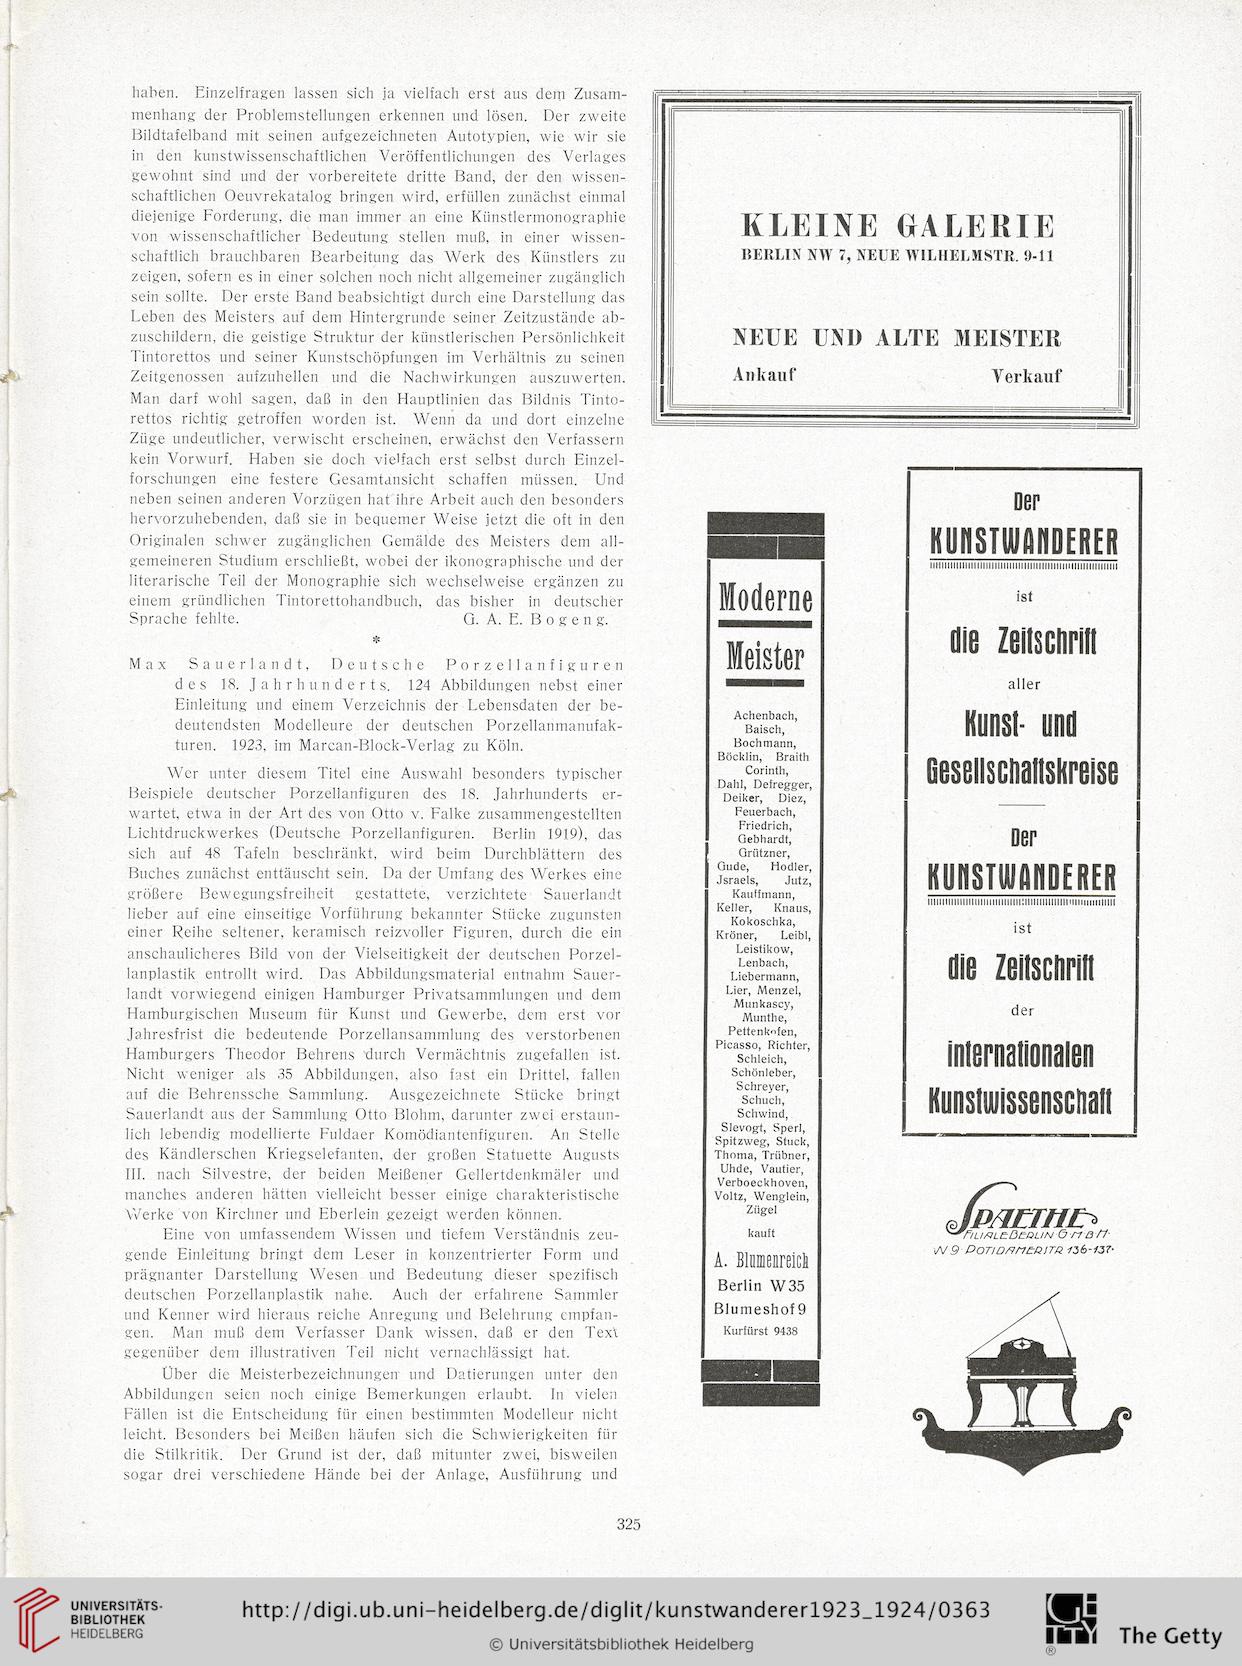 haben. Einzelfragen lassen sich ja vielfach erst aus dem Zusam-
menhang der Problemstellungen erkennen und lösen. Der zweite
Bildtafelband mit seinen aufgezeichneten Autotypien, wie wir sie
in den kunstwissenschaftlichen Veröffentlichungen des Verlages
gewohnt sind und der vorbereitete dritte Band, der den wissen-
schaftlichen Oeuvrekatalog bringen wird, erfüllen zunächst einmal
diejenige Forderung, die man immer an eine Künstlermonographie
von wissenschaftlicher Bedeutung stellen muß, in einer wissen-
schaftlich brauchbaren Bearbeitung das Werk des Künstlers zu
zeigen, sofern es in einer solchen noch nicht allgemeiner zugänglich
sein sollte. Der erste Band beabsichtigt durch eine Darstellung das
Leben des Meisters auf dem Hintergrunde seiner Zeitzustände ab-
zuschildern, die geistige Struktur der künstlerischen Persönlichkeit
Tintorettos und seiner Kunstschöpfungen im Verhältnis zu seinen
Zeitgenossen aufzuhellen und die Nachwirkungen auszuwerten.
Man darf wohl sagen, daß in den Hauptlinien das Bildnis Tinto-
rettos richtig getroffen worden ist. Wenn da und dort einzelne
Züge undeutlicher, verwischt erscheinen, erwächst den Verfassern
kein Vorwurf. Haben sie doch vielfach erst selbst durch Einzel-
forschungen eine festere Gesamtansicht schaffen müssen. Und
neben seinen anderen Vorzügen hat ihre Arbeit auch den besonders
hervorzuhebenden, daß sie in bequemer Weise jetzt die oft in den
Originalen schwer zugänglichen Gemälde des Meisters dem all-
gemeineren Studium erschließt, wobei der ikonographische und der
literarische Teil der Monographie sich wechselweise ergänzen zu
einem gründlichen Tintorettohandbuch, das bisher in deutscher
Sprache fehlte. G. A. E. Bogeng.
*
Max Sauerlandt, Deutsche Porzellanfiguren
des 18. Jahrhunderts. 124 Abbildungen nebst einer
Einleitung und einem Verzeichnis der Lebensdaten der be-
deutendsten Modelleure der deutschen Porzellanmanufak-
turen. 1923, im Marcan-Block-Verlag zu Köln.
Wer unter diesem Titel eine Auswahl besonders typischer
Beispiele deutscher Porzellanfiguren des 18. Jahrhunderts er-
wartet, etwa in der Art des von Otto v. Falke zusammengestellten
Lichtdruckwerkes (Deutsche Porzellanfiguren. Berlin 1919), das
sich auf 48 Tafeln beschränkt, wird beim Durchblättern des
Buches zunächst enttäuscht sein. Da der Umfang des Werkes eine
größere Bewegungsfreiheit gestattete, verzichtete Sauerlandt
lieber auf eine einseitige Vorführung bekannter Stücke zugunsten
einer Reihe seltener, keramisch reizvoller Figuren, durch die ein
anschaulicheres Bild von der Vielseitigkeit der deutschen Porzel-
lanplastik entrollt wird. Das Abbildungsmaterial entnahm Sauer-
landt vorwiegend einigen Hamburger Privatsammlungen und dem
Hamburgischen Museum für Kunst und Gewerbe, dem erst vor
Jahresfrist die bedeutende Porzellansammlung des verstorbenen
Hamburgers Theodor Behrens durch Vermächtnis zugefallen ist.
Nicht weniger als 35 Abbildungen, also fast ein Drittel, fallen
auf die Behrenssche Sammlung. Ausgezeichnete Stücke bringt
Sauerlandt aus der Sammlung Otto Blohm, darunter zwei erstaun-
lich lebendig modellierte Fuldaer Komödiantenfiguren. An Stelle
des Kändlerschen Kriegselefanten, der großen Statuette Augusts
III. nach Silvestre, der beiden Meißener Gellertdenkmäler und
manches anderen hätten vielleicht besser einige charakteristische
Werke von Kirchner und Eberlein gezeigt werden können.
Eine von umfassendem Wissen und tiefem Verständnis zeu-
gende Einleitung bringt dem Leser in konzentrierter Form und
prägnanter Darstellung Wesen und Bedeutung dieser spezifisch
deutschen Porzellanplastik nahe. Auch der erfahrene Sammler
und Kenner wird hieraus reiche Anregung und Belehrung empfan-
gen. Man muß dem Verfasser Dank wissen, daß er den Text
gegenüber dem illustrativen Teil nicht vernachlässigt hat.
Über die Meisterbezeichnungen und Datierungen unter den
Abbildungen seien noch einige Bemerkungen erlaubt. In vielen
Fällen ist die Entscheidung für einen bestimmten Modelleur nicht
leicht. Besonders bei Meißen häufen sich die Schwierigkeiten für
die Stilkritik. Der Grund ist der, daß mitunter zwei, bisweilen
sogar drei verschiedene Hände bei der Anlage, Ausführung und
KLEINE GALERIE
BERLIN NW 7, NEUE WILHELMSTR. 9-11
NEUE UND ALTE MEISTER
Ankauf Verkauf
Moderne
Meister
Achenbach,
Baisch,
Bochmann,
Böcklin, Braith
Corinth,
Dahl, Defregger,
Deiker, Diez,
Feuerbach,
Friedrich,
Gebhardt,
Grützner,
Gude, Hodler,
Jsraels, Jutz,
Kauffmann,
Keller, Knaus,
Kokoschka,
Kröner, Leibl,
Leistikow,
Lenbach,
Liebermann,
Lier, Menzel,
Munkascy,
Munthe,
Pettenkofen,
Picasso, Richter,
Schleich,
Schönleber,
Schreyer,
Schuch,
Schwind,
Slevogt, Sperl,
Spitzweg, Stuck,
Thoma, Trübner,
Uhde, Vautier,
Verboeckhoven,
Voltz, Wenglein,
Zügel
kauft
A. Blumenreich
Berlin W35
Blumeshof 9
Kurfürst 9438
Der
KUNSTWANDERER
ist
die Zeitschrift
aller
Kunst- und
Gesellschaftskreise
Der
KUNSTWANDERER
ist
die Zeitschrift
der
internationalen
Kunstwissenschaft
SPAETHE
FILIALE BERLIN GMBH
W 9 POTSDAMERSTR 136-137
325
UNIVERSITÄTS-
BIBLIOTHEK
HEIDELBERG
http://digi.ub.uni-heidelberg.de/diglit/kunstwanderer1923_1924/0363
© Universitätsbibliothek Heidelberg
GETTY
®
The Getty